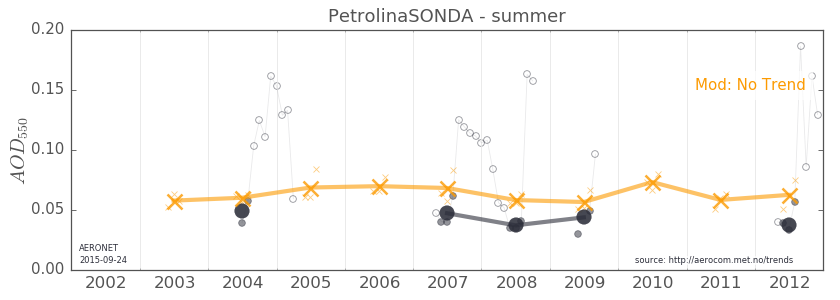 PetrolinaSONDA - summer
0.20
0.15
0.10
0.05
0.00
AOD550
Mod: No Trend
AERONET
2015-09-24
source: http://aerocom.met.no/trends
2002 2003 2004 2005 2006 2007 2008 2009 2010 2011 2012